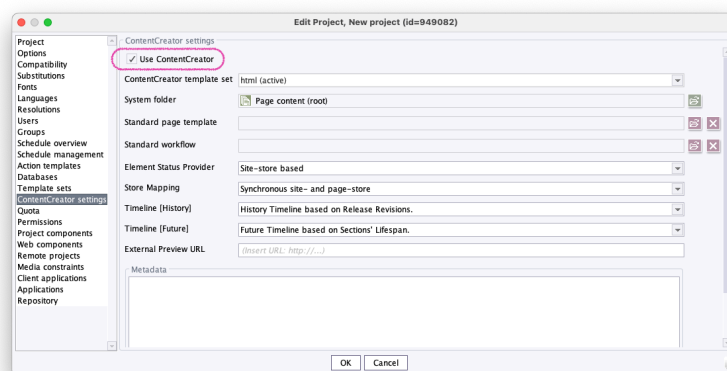 Edit Project, New project (id=949082)
Project
Options
Compatibility
Substitutions
Fonts
Languages
Resolutions
Users
Groups
Schedule overview
Schedule management
Action templates
Databases
Template sets
ContentCreator settings
Quota
Permissions
Project components
Web components
Remote projects
Media constraints
Client applications
Applications
Repository
ContentCreator settings
Use ContentCreator
ContentCreator template set html (active)
System folder Page content (root)
Standard page template
Standard workflow
Element Status Provider Site-store based
Store Mapping Synchronous site- and page-store
Timeline [History] History Timeline based on Release Revisions.
Timeline [Future] Future Timeline based on Sections' Lifespan.
External Preview URL (Insert URL: http://...)
Metadata
OK Cancel